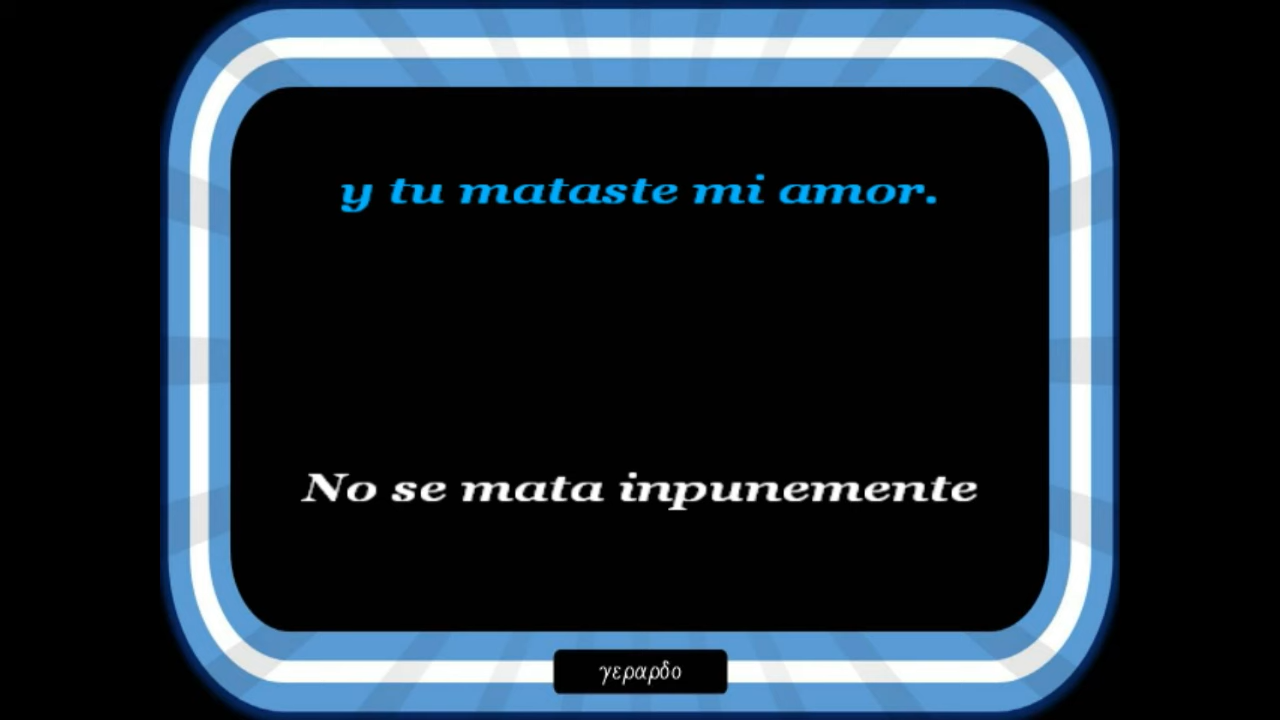 y tu mataste mi amor.
No se mata inpunemente
γεραρδο